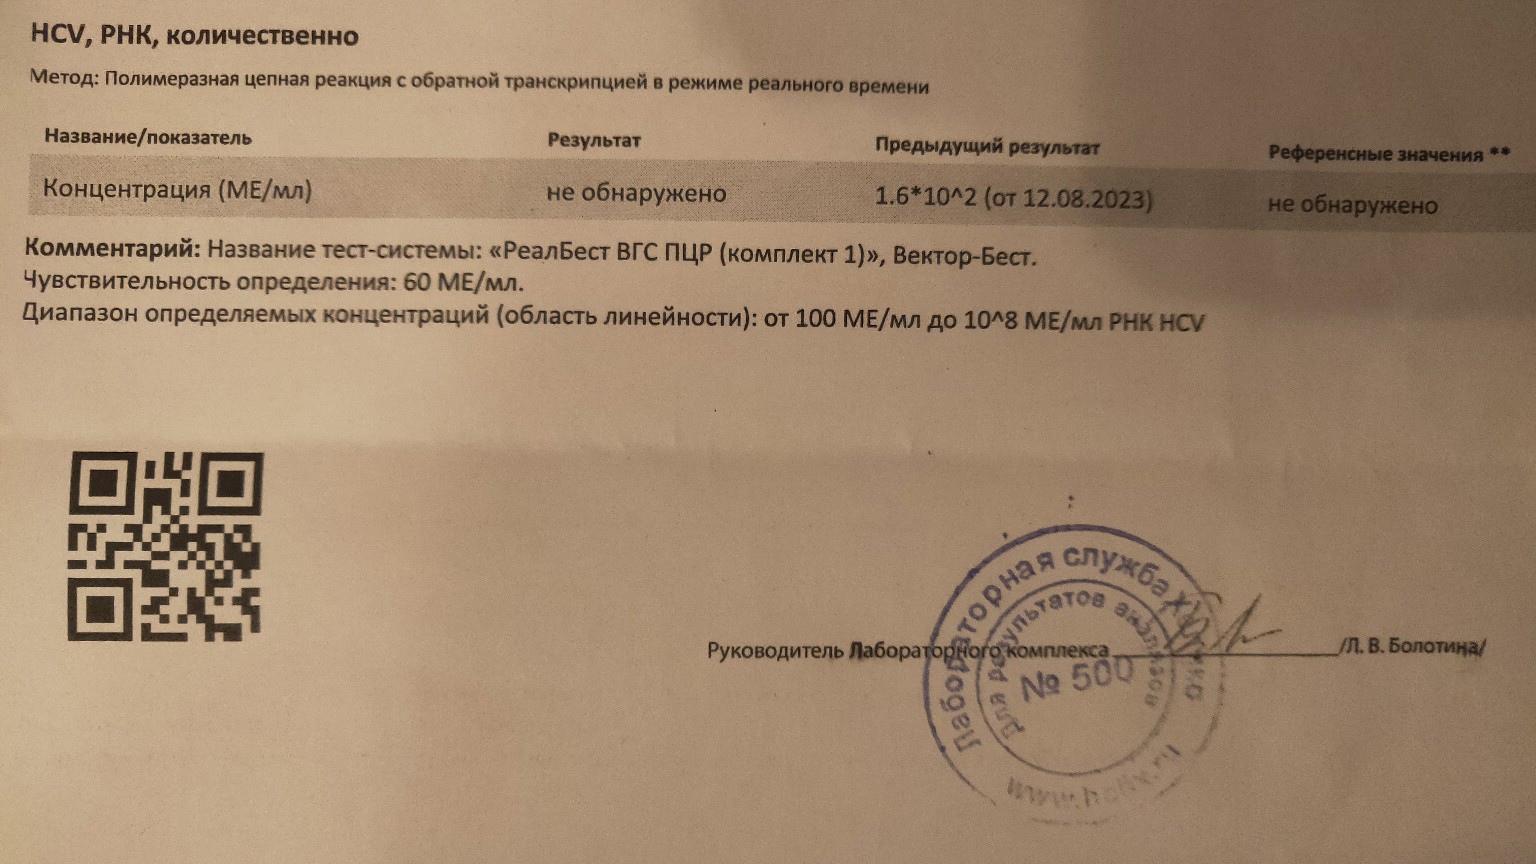 HCV, РНК, количественно
Метод: Полимеразная цепная реакция с обратной транскрипцией в режиме реального времени
Название/показатель Результат Предыдущий результат Референсные значения **
Концентрация (МЕ/мл) не обнаружено 1.6*10^2 (от 12.08.2023) не обнаружено
Комментарий: Название тест-системы: «РеалБест ВГС ПЦР (комплект 1)», Вектор-Бест.
Чувствительность определения: 60 МЕ/мл.
Диапазон определяемых концентраций (область линейности): от 100 МЕ/мл до 10^8 МЕ/мл РНК HCV
Лабораторная служба
Для результатов анализов
№ 500
Руководитель Лабораторного комплекса /Л. В. Болотина/